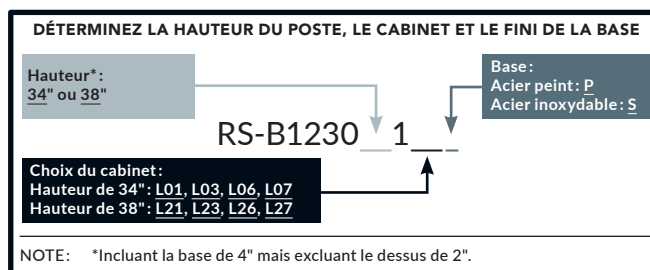 DÉTERMINEZ LA HAUTEUR DU POSTE, LE CABINET ET LE FINI DE LA BASE
Hauteur*:
34" ou 38"
Base:
Acier peint: P
Acier inoxydable: S
RS-B1230__1___
Choix du cabinet:
Hauteur de 34": L01, L03, L06, L07
Hauteur de 38": L21, L23, L26, L27
NOTE: *Incluant la base de 4" mais excluant le dessus de 2".